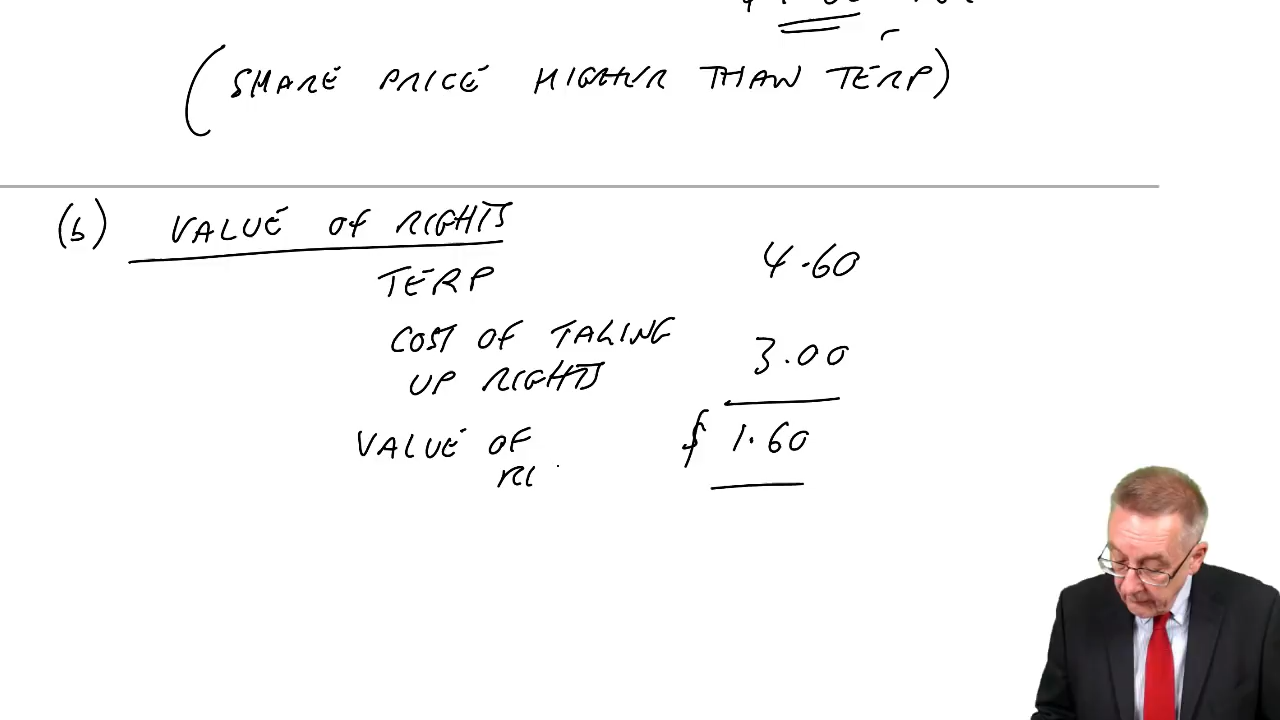 (SHARE PRICE HIGHER THAN TERP)
(b) VALUE OF RIGHTS
TERP 4.60
COST OF TAKING
UP RIGHTS 3.00
VALUE OF $ 1.60
RI